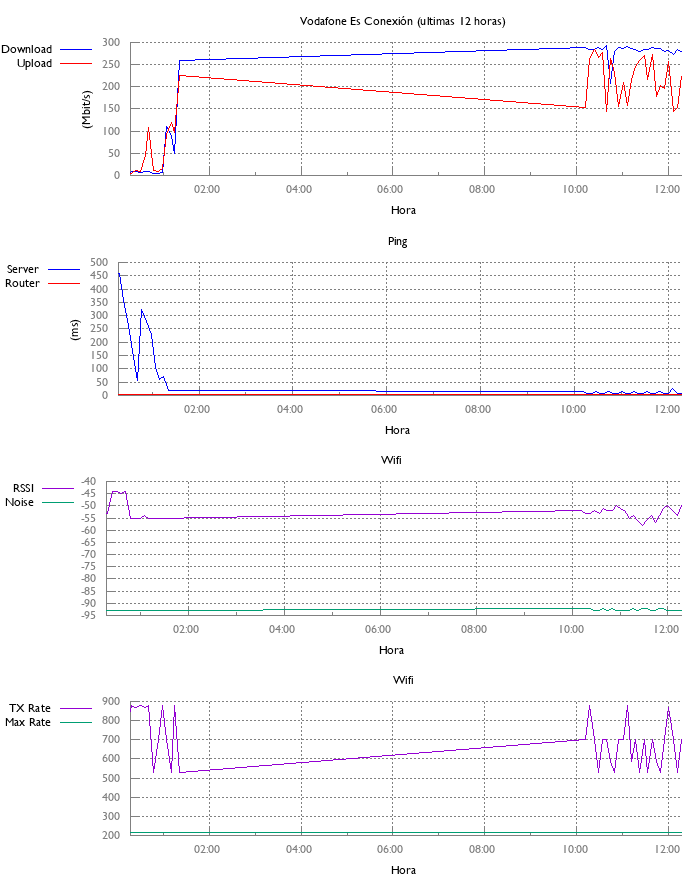 Vodafone Es Conexión (ultimas 12 horas)
Download
Upload
(Mbit/s)
300
250
200
150
100
50
0
02:00 04:00 06:00 08:00 10:00 12:00
Hora
Ping
Server
Router
(ms)
500
450
400
350
300
250
200
150
100
50
0
02:00 04:00 06:00 08:00 10:00 12:00
Hora
Wifi
RSSI
Noise
-40
-45
-50
-55
-60
-65
-70
-75
-80
-85
-90
-95
02:00 04:00 06:00 08:00 10:00 12:00
Hora
Wifi
TX Rate
Max Rate
900
800
700
600
500
400
300
200
02:00 04:00 06:00 08:00 10:00 12:00
Hora